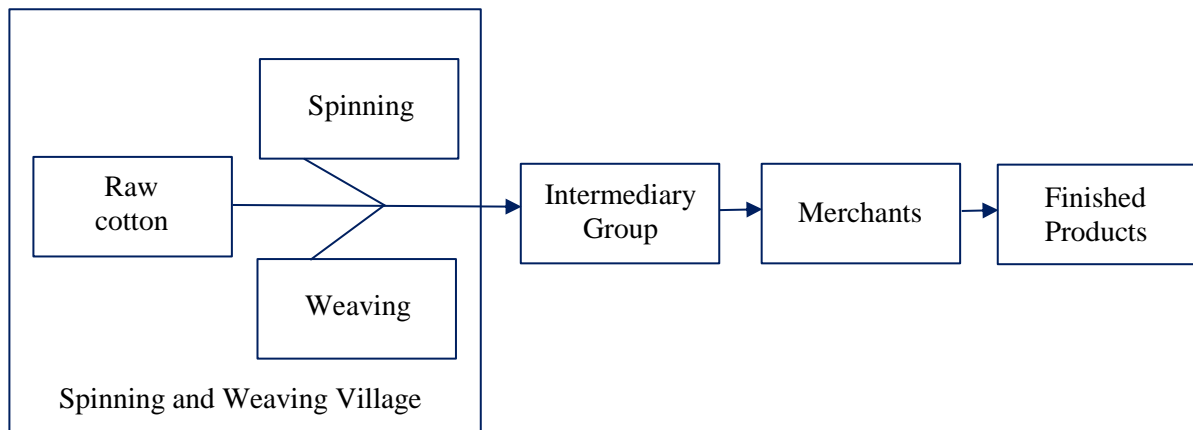 Spinning
Raw
cotton
Weaving
Spinning and Weaving Village
Intermediary
Group
Merchants
Finished
Products